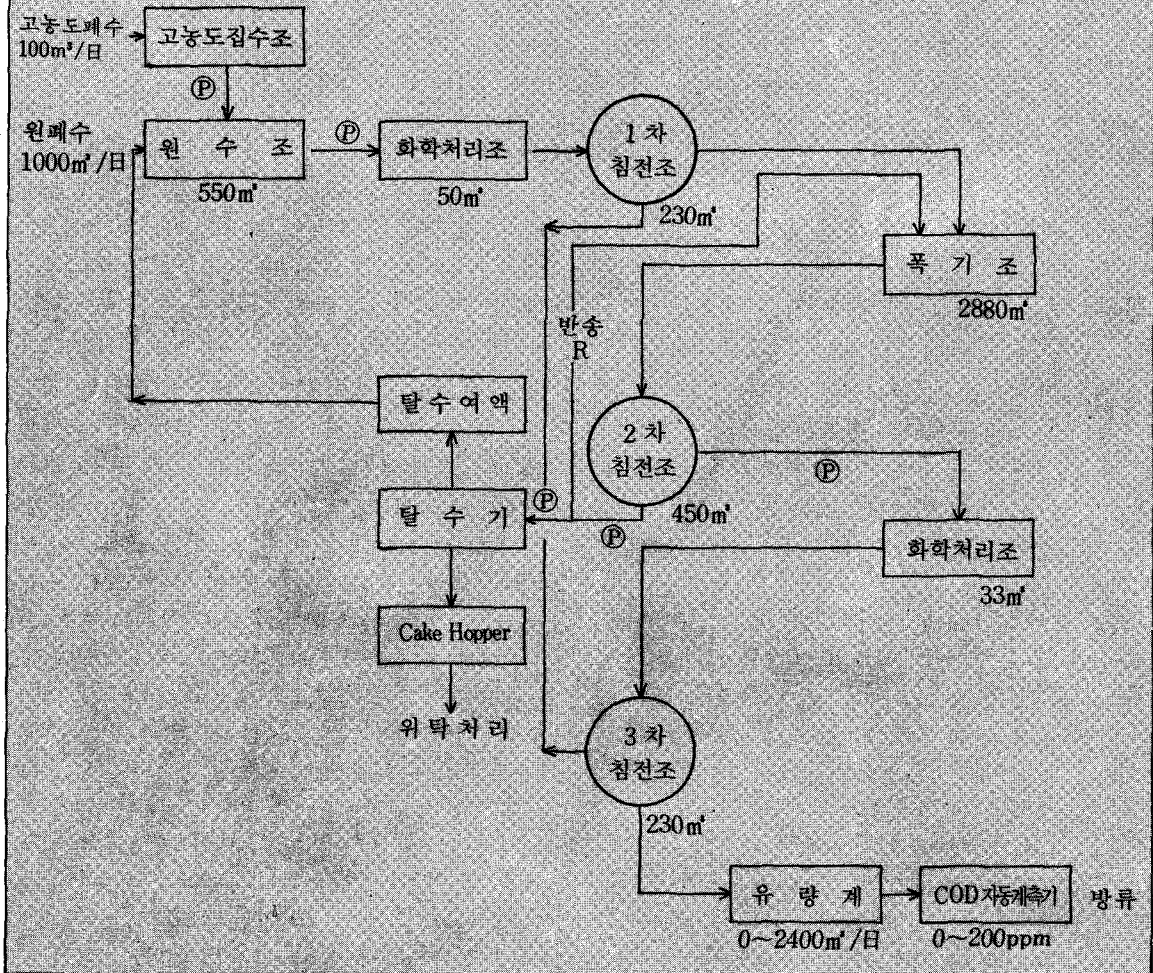 고농도폐수
100㎥/日
고농도집수조
Ⓟ
원폐수
1000㎥/日
원 수 조
550㎥
Ⓟ
화학처리조
50㎥
1차
침전조
230㎥
폭 기 조
2880㎥
반송
R
탈수여액
2차
침전조
450㎥
Ⓟ
탈 수 기
Ⓟ
Ⓟ
화학처리조
33㎥
Cake Hopper
위탁처리
3차
침전조
230㎥
유 량 계
0~2400㎥/日
COD자동계측기
0~200ppm
방류